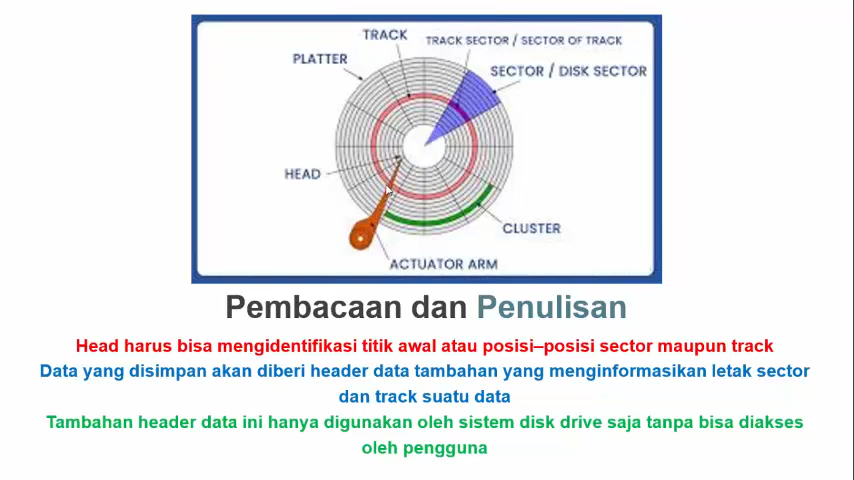 TRACK
TRACK SECTOR / SECTOR OF TRACK
PLATTER
SECTOR / DISK SECTOR
HEAD
CLUSTER
ACTUATOR ARM
Pembacaan dan Penulisan
Head harus bisa mengidentifikasi titik awal atau posisi–posisi sector maupun track
Data yang disimpan akan diberi header data tambahan yang menginformasikan letak sector
dan track suatu data
Tambahan header data ini hanya digunakan oleh sistem disk drive saja tanpa bisa diakses
oleh pengguna